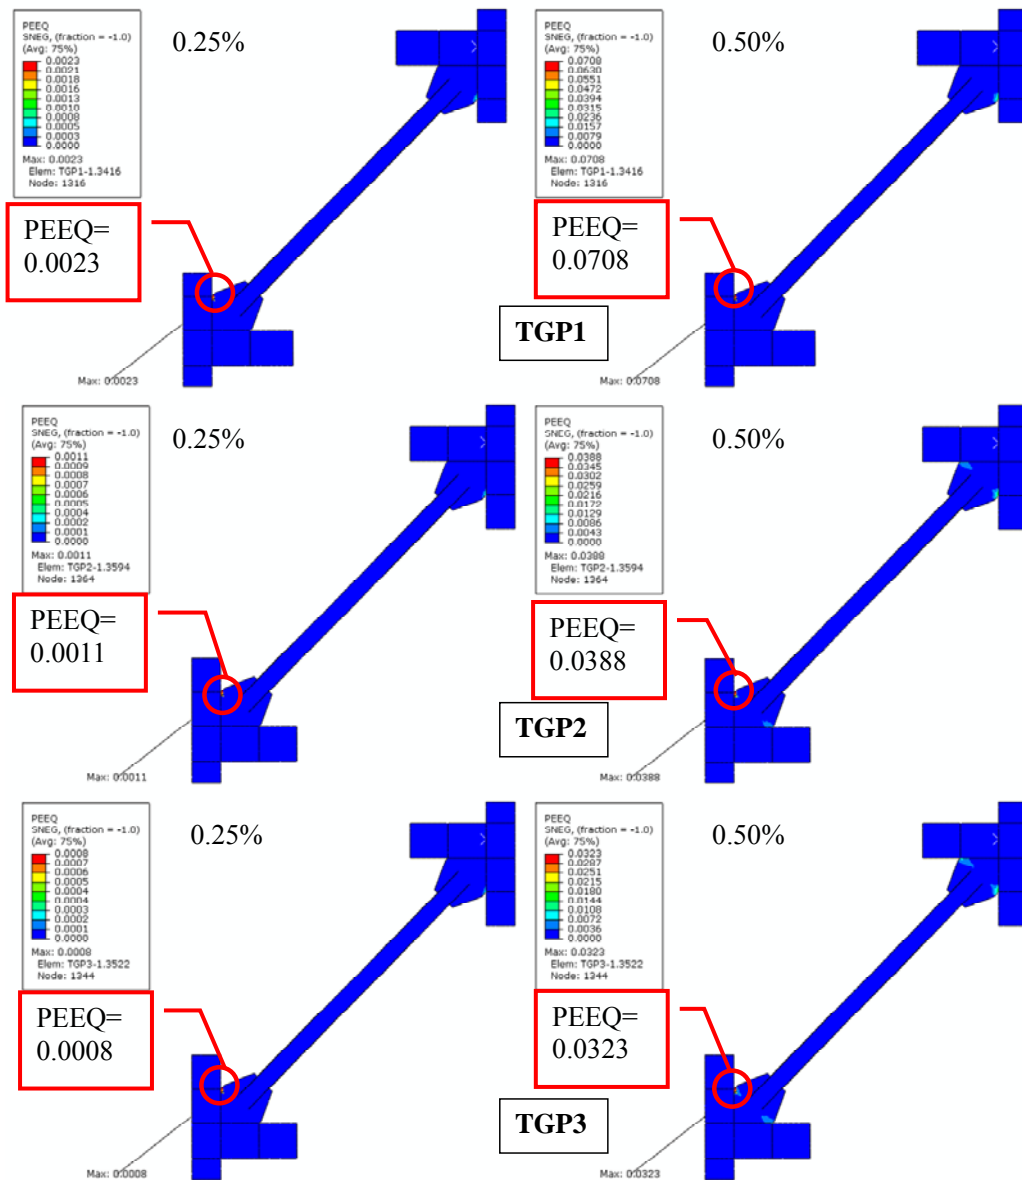 PEEQ
SNEG, (fraction = -1.0)
(Avg: 75%)
0.0023
0.0021
0.0018
0.0016
0.0013
0.0010
0.0008
0.0005
0.0003
0.0000
Max: 0.0023
Elem: TGP1-1.3416
Node: 1316
0.25%
PEEQ=
0.0023
Max: 0.0023
PEEQ
SNEG, (fraction = -1.0)
(Avg: 75%)
0.0708
0.0630
0.0551
0.0472
0.0394
0.0315
0.0236
0.0157
0.0079
0.0000
Max: 0.0708
Elem: TGP1-1.3416
Node: 1316
0.50%
PEEQ=
0.0708
TGP1
Max: 0.0708
PEEQ
SNEG, (fraction = -1.0)
(Avg: 75%)
0.0011
0.0009
0.0008
0.0007
0.0006
0.0005
0.0004
0.0002
0.0001
0.0000
Max: 0.0011
Elem: TGP2-1.3594
Node: 1364
0.25%
PEEQ=
0.0011
Max: 0.0011
PEEQ
SNEG, (fraction = -1.0)
(Avg: 75%)
0.0388
0.0345
0.0302
0.0259
0.0216
0.0172
0.0129
0.0086
0.0043
0.0000
Max: 0.0388
Elem: TGP2-1.3594
Node: 1364
0.50%
PEEQ=
0.0388
TGP2
Max: 0.0388
PEEQ
SNEG, (fraction = -1.0)
(Avg: 75%)
0.0008
0.0007
0.0006
0.0005
0.0004
0.0004
0.0003
0.0002
0.0001
0.0000
Max: 0.0008
Elem: TGP3-1.3522
Node: 1344
0.25%
PEEQ=
0.0008
Max: 0.0008
PEEQ
SNEG, (fraction = -1.0)
(Avg: 75%)
0.0323
0.0287
0.0251
0.0215
0.0180
0.0144
0.0108
0.0072
0.0036
0.0000
Max: 0.0323
Elem: TGP3-1.3522
Node: 1344
0.50%
PEEQ=
0.0323
TGP3
Max: 0.0323